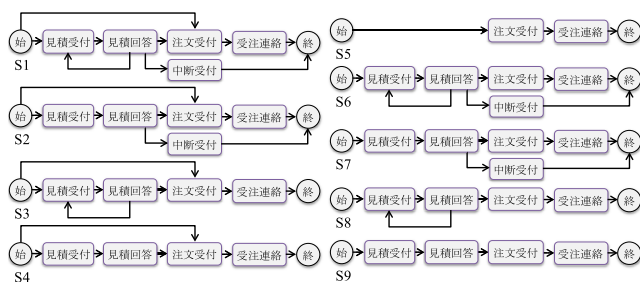 始 見積受付 見積回答 注文受付 受注連絡 終
S1 中断受付
始 見積受付 見積回答 注文受付 受注連絡 終
S2 中断受付
始 見積受付 見積回答 注文受付 受注連絡 終
S3
始 見積受付 見積回答 注文受付 受注連絡 終
S4
始 注文受付 受注連絡 終
S5
始 見積受付 見積回答 注文受付 受注連絡 終
S6 中断受付
始 見積受付 見積回答 注文受付 受注連絡 終
S7 中断受付
始 見積受付 見積回答 注文受付 受注連絡 終
S8
始 見積受付 見積回答 注文受付 受注連絡 終
S9